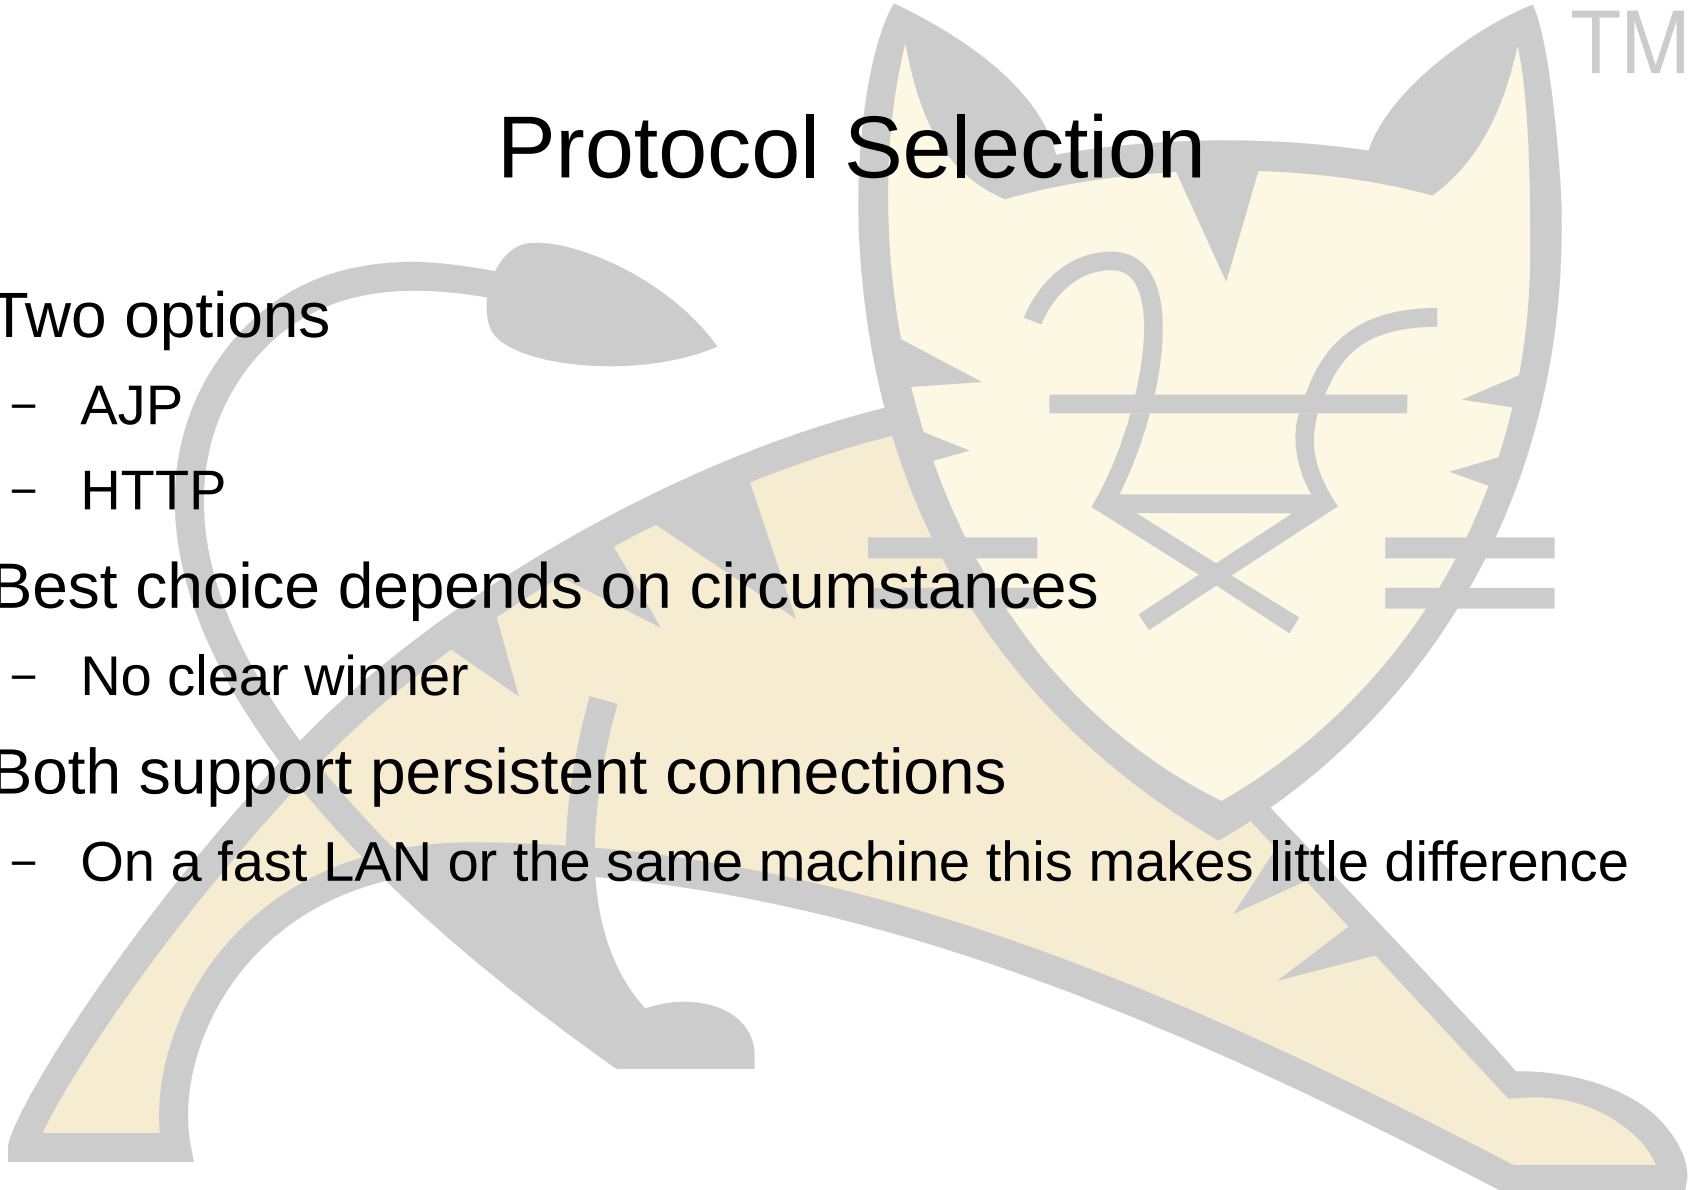 TM
Protocol Selection
Two options
– AJP
– HTTP
Best choice depends on circumstances
– No clear winner
Both support persistent connections
– On a fast LAN or the same machine this makes little difference